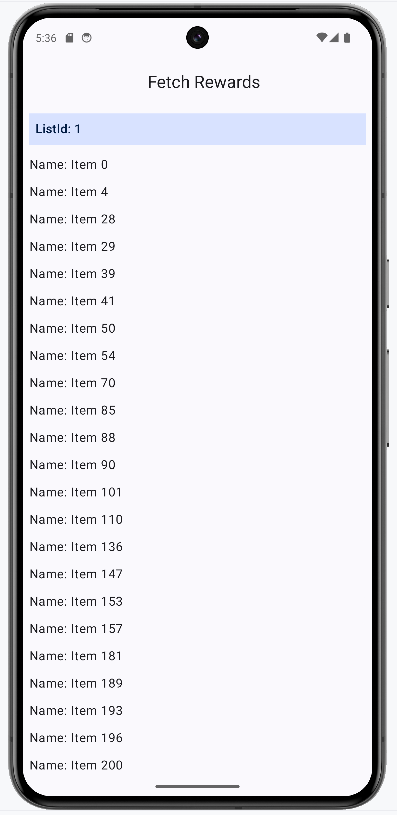 5:36
Fetch Rewards
ListId: 1
Name: Item 0
Name: Item 4
Name: Item 28
Name: Item 29
Name: Item 39
Name: Item 41
Name: Item 50
Name: Item 54
Name: Item 70
Name: Item 85
Name: Item 88
Name: Item 90
Name: Item 101
Name: Item 110
Name: Item 136
Name: Item 147
Name: Item 153
Name: Item 157
Name: Item 181
Name: Item 189
Name: Item 193
Name: Item 196
Name: Item 200